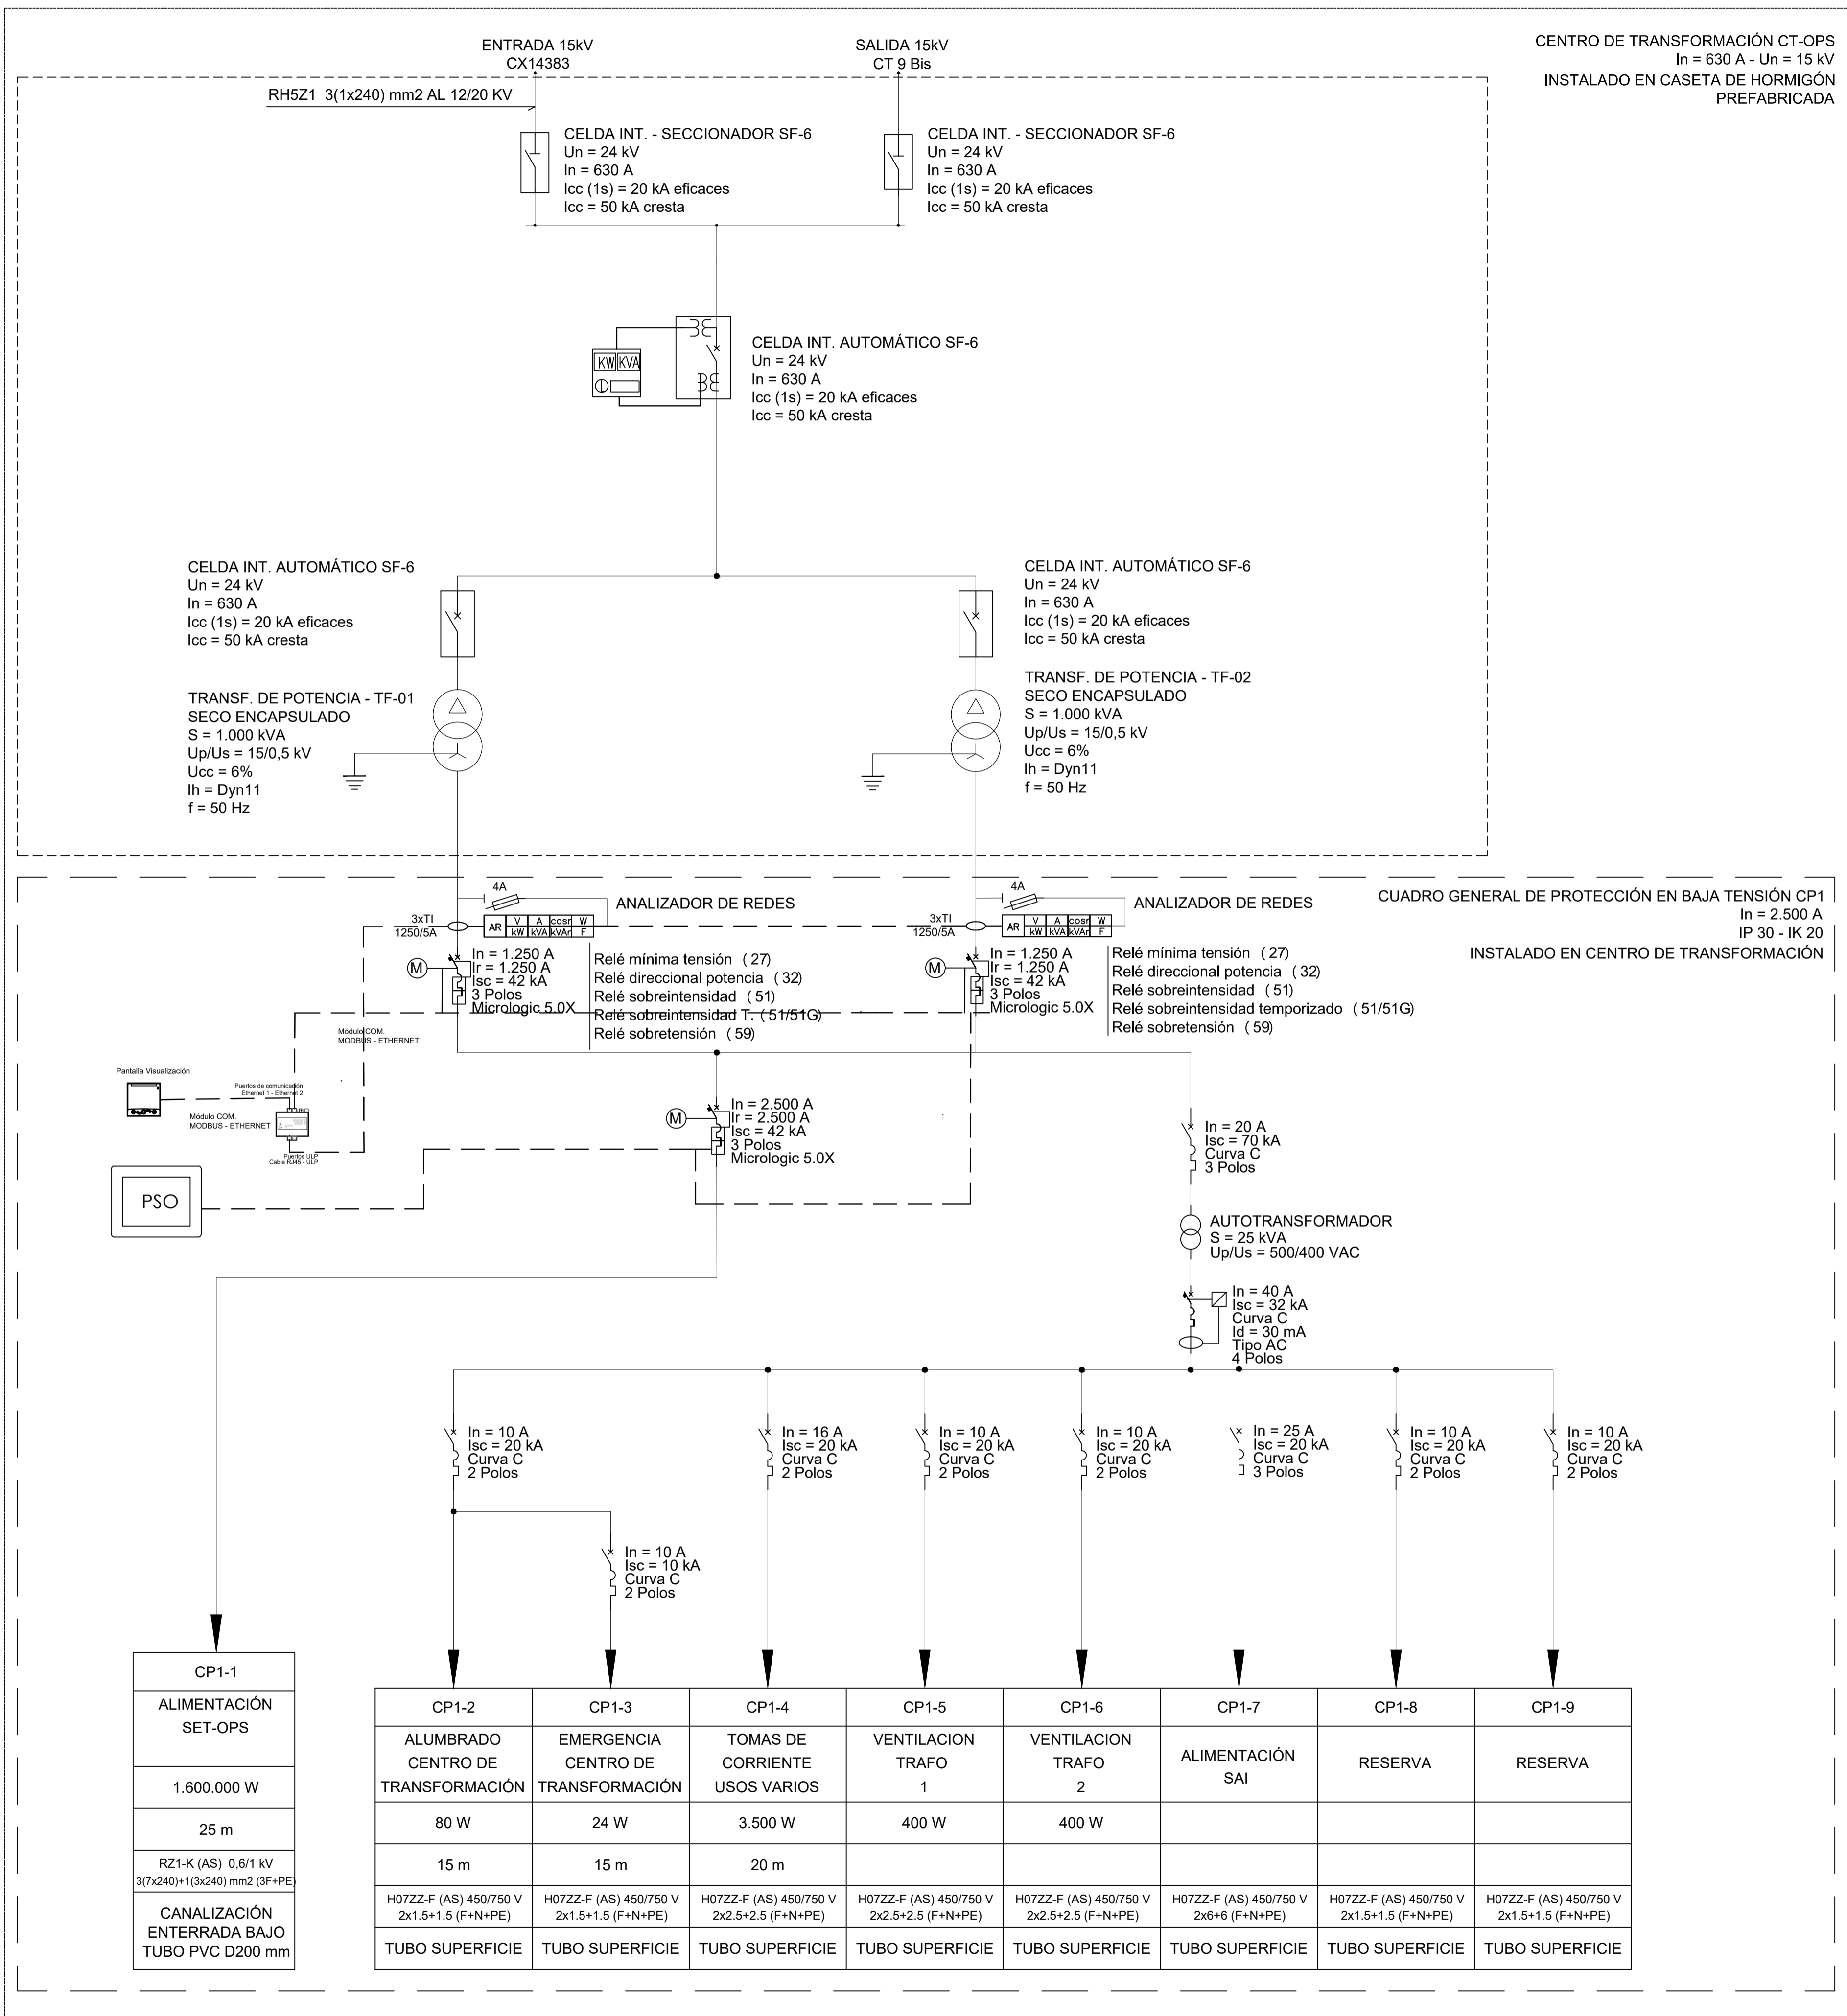 ENTRADA 15kV
CX14383
SALIDA 15kV
CT 9 Bis
CENTRO DE TRANSFORMACIÓN CT-OPS
In = 630 A - Un = 15 kV
INSTALADO EN CASETA DE HORMIGÓN
PREFABRICADA
RH5Z1 3(1x240) mm2 AL 12/20 KV
CELDA INT. - SECCIONADOR SF-6
Un = 24 kV
In = 630 A
Icc (1s) = 20 kA eficaces
Icc = 50 kA cresta
CELDA INT. - SECCIONADOR SF-6
Un = 24 kV
In = 630 A
Icc (1s) = 20 kA eficaces
Icc = 50 kA cresta
KW KVA
CELDA INT. AUTOMÁTICO SF-6
Un = 24 kV
In = 630 A
Icc (1s) = 20 kA eficaces
Icc = 50 kA cresta
CELDA INT. AUTOMÁTICO SF-6
Un = 24 kV
In = 630 A
Icc (1s) = 20 kA eficaces
Icc = 50 kA cresta
CELDA INT. AUTOMÁTICO SF-6
Un = 24 kV
In = 630 A
Icc (1s) = 20 kA eficaces
Icc = 50 kA cresta
TRANSF. DE POTENCIA - TF-01
SECO ENCAPSULADO
S = 1.000 kVA
Up/Us = 15/0,5 kV
Ucc = 6%
Ih = Dyn11
f = 50 Hz
TRANSF. DE POTENCIA - TF-02
SECO ENCAPSULADO
S = 1.000 kVA
Up/Us = 15/0,5 kV
Ucc = 6%
Ih = Dyn11
f = 50 Hz
CUADRO GENERAL DE PROTECCIÓN EN BAJA TENSIÓN CP1
In = 2.500 A
IP 30 - IK 20
INSTALADO EN CENTRO DE TRANSFORMACIÓN
4A
ANALIZADOR DE REDES
3xTI
1250/5A
AR V A cosr W
kW kVA kVAr F
M
In = 1.250 A
Ir = 1.250 A
Isc = 42 kA
3 Polos
Micrologic 5.0X
Relé mínima tensión (27)
Relé direccional potencia (32)
Relé sobreintensidad (51)
Relé sobreintensidad T. (51/51G)
Relé sobretensión (59)
4A
ANALIZADOR DE REDES
3xTI
1250/5A
AR V A cosr W
kW kVA kVAr F
M
In = 1.250 A
Ir = 1.250 A
Isc = 42 kA
3 Polos
Micrologic 5.0X
Relé mínima tensión (27)
Relé direccional potencia (32)
Relé sobreintensidad (51)
Relé sobreintensidad temporizado (51/51G)
Relé sobretensión (59)
Módulo COM.
MODBUS - ETHERNET
Pantalla Visualización
Puertos de comunicación
Ethernet 1 - Ethernet 2
Módulo COM.
MODBUS - ETHERNET
Puertos ULP
Cable RJ45 - ULP
PSO
M
In = 2.500 A
Ir = 2.500 A
Isc = 42 kA
3 Polos
Micrologic 5.0X
In = 20 A
Isc = 70 kA
Curva C
3 Polos
AUTOTRANSFORMADOR
S = 25 kVA
Up/Us = 500/400 VAC
In = 40 A
Isc = 32 kA
Curva C
Id = 30 mA
Tipo AC
4 Polos
In = 10 A
Isc = 20 kA
Curva C
2 Polos
In = 10 A
Isc = 10 kA
Curva C
2 Polos
In = 16 A
Isc = 20 kA
Curva C
2 Polos
In = 10 A
Isc = 20 kA
Curva C
2 Polos
In = 10 A
Isc = 20 kA
Curva C
2 Polos
In = 25 A
Isc = 20 kA
Curva C
3 Polos
In = 10 A
Isc = 20 kA
Curva C
2 Polos
In = 10 A
Isc = 20 kA
Curva C
2 Polos
CP1-1
ALIMENTACIÓN
SET-OPS
1.600.000 W
25 m
RZ1-K (AS) 0,6/1 kV
3(7x240)+1(3x240) mm2 (3F+PE)
CANALIZACIÓN
ENTERRADA BAJO
TUBO PVC D200 mm
CP1-2
ALUMBRADO
CENTRO DE
TRANSFORMACIÓN
80 W
15 m
H07ZZ-F (AS) 450/750 V
2x1.5+1.5 (F+N+PE)
TUBO SUPERFICIE
CP1-3
EMERGENCIA
CENTRO DE
TRANSFORMACIÓN
24 W
15 m
H07ZZ-F (AS) 450/750 V
2x1.5+1.5 (F+N+PE)
TUBO SUPERFICIE
CP1-4
TOMAS DE
CORRIENTE
USOS VARIOS
3.500 W
20 m
H07ZZ-F (AS) 450/750 V
2x2.5+2.5 (F+N+PE)
TUBO SUPERFICIE
CP1-5
VENTILACION
TRAFO
1
400 W
H07ZZ-F (AS) 450/750 V
2x2.5+2.5 (F+N+PE)
TUBO SUPERFICIE
CP1-6
VENTILACION
TRAFO
2
400 W
H07ZZ-F (AS) 450/750 V
2x2.5+2.5 (F+N+PE)
TUBO SUPERFICIE
CP1-7
ALIMENTACIÓN
SAI
H07ZZ-F (AS) 450/750 V
2x6+6 (F+N+PE)
TUBO SUPERFICIE
CP1-8
RESERVA
H07ZZ-F (AS) 450/750 V
2x1.5+1.5 (F+N+PE)
TUBO SUPERFICIE
CP1-9
RESERVA
H07ZZ-F (AS) 450/750 V
2x1.5+1.5 (F+N+PE)
TUBO SUPERFICIE